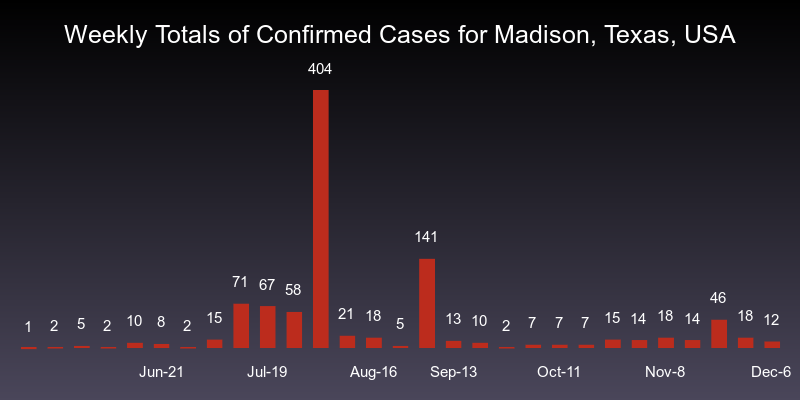 Weekly Totals of Confirmed Cases for Madison, Texas, USA
404
141
71 67 58
46
1 2 5 2 10 8 2 15 21 18 5 13 10 2 7 7 7 15 14 18 14 18 12
Jun-21 Jul-19 Aug-16 Sep-13 Oct-11 Nov-8 Dec-6